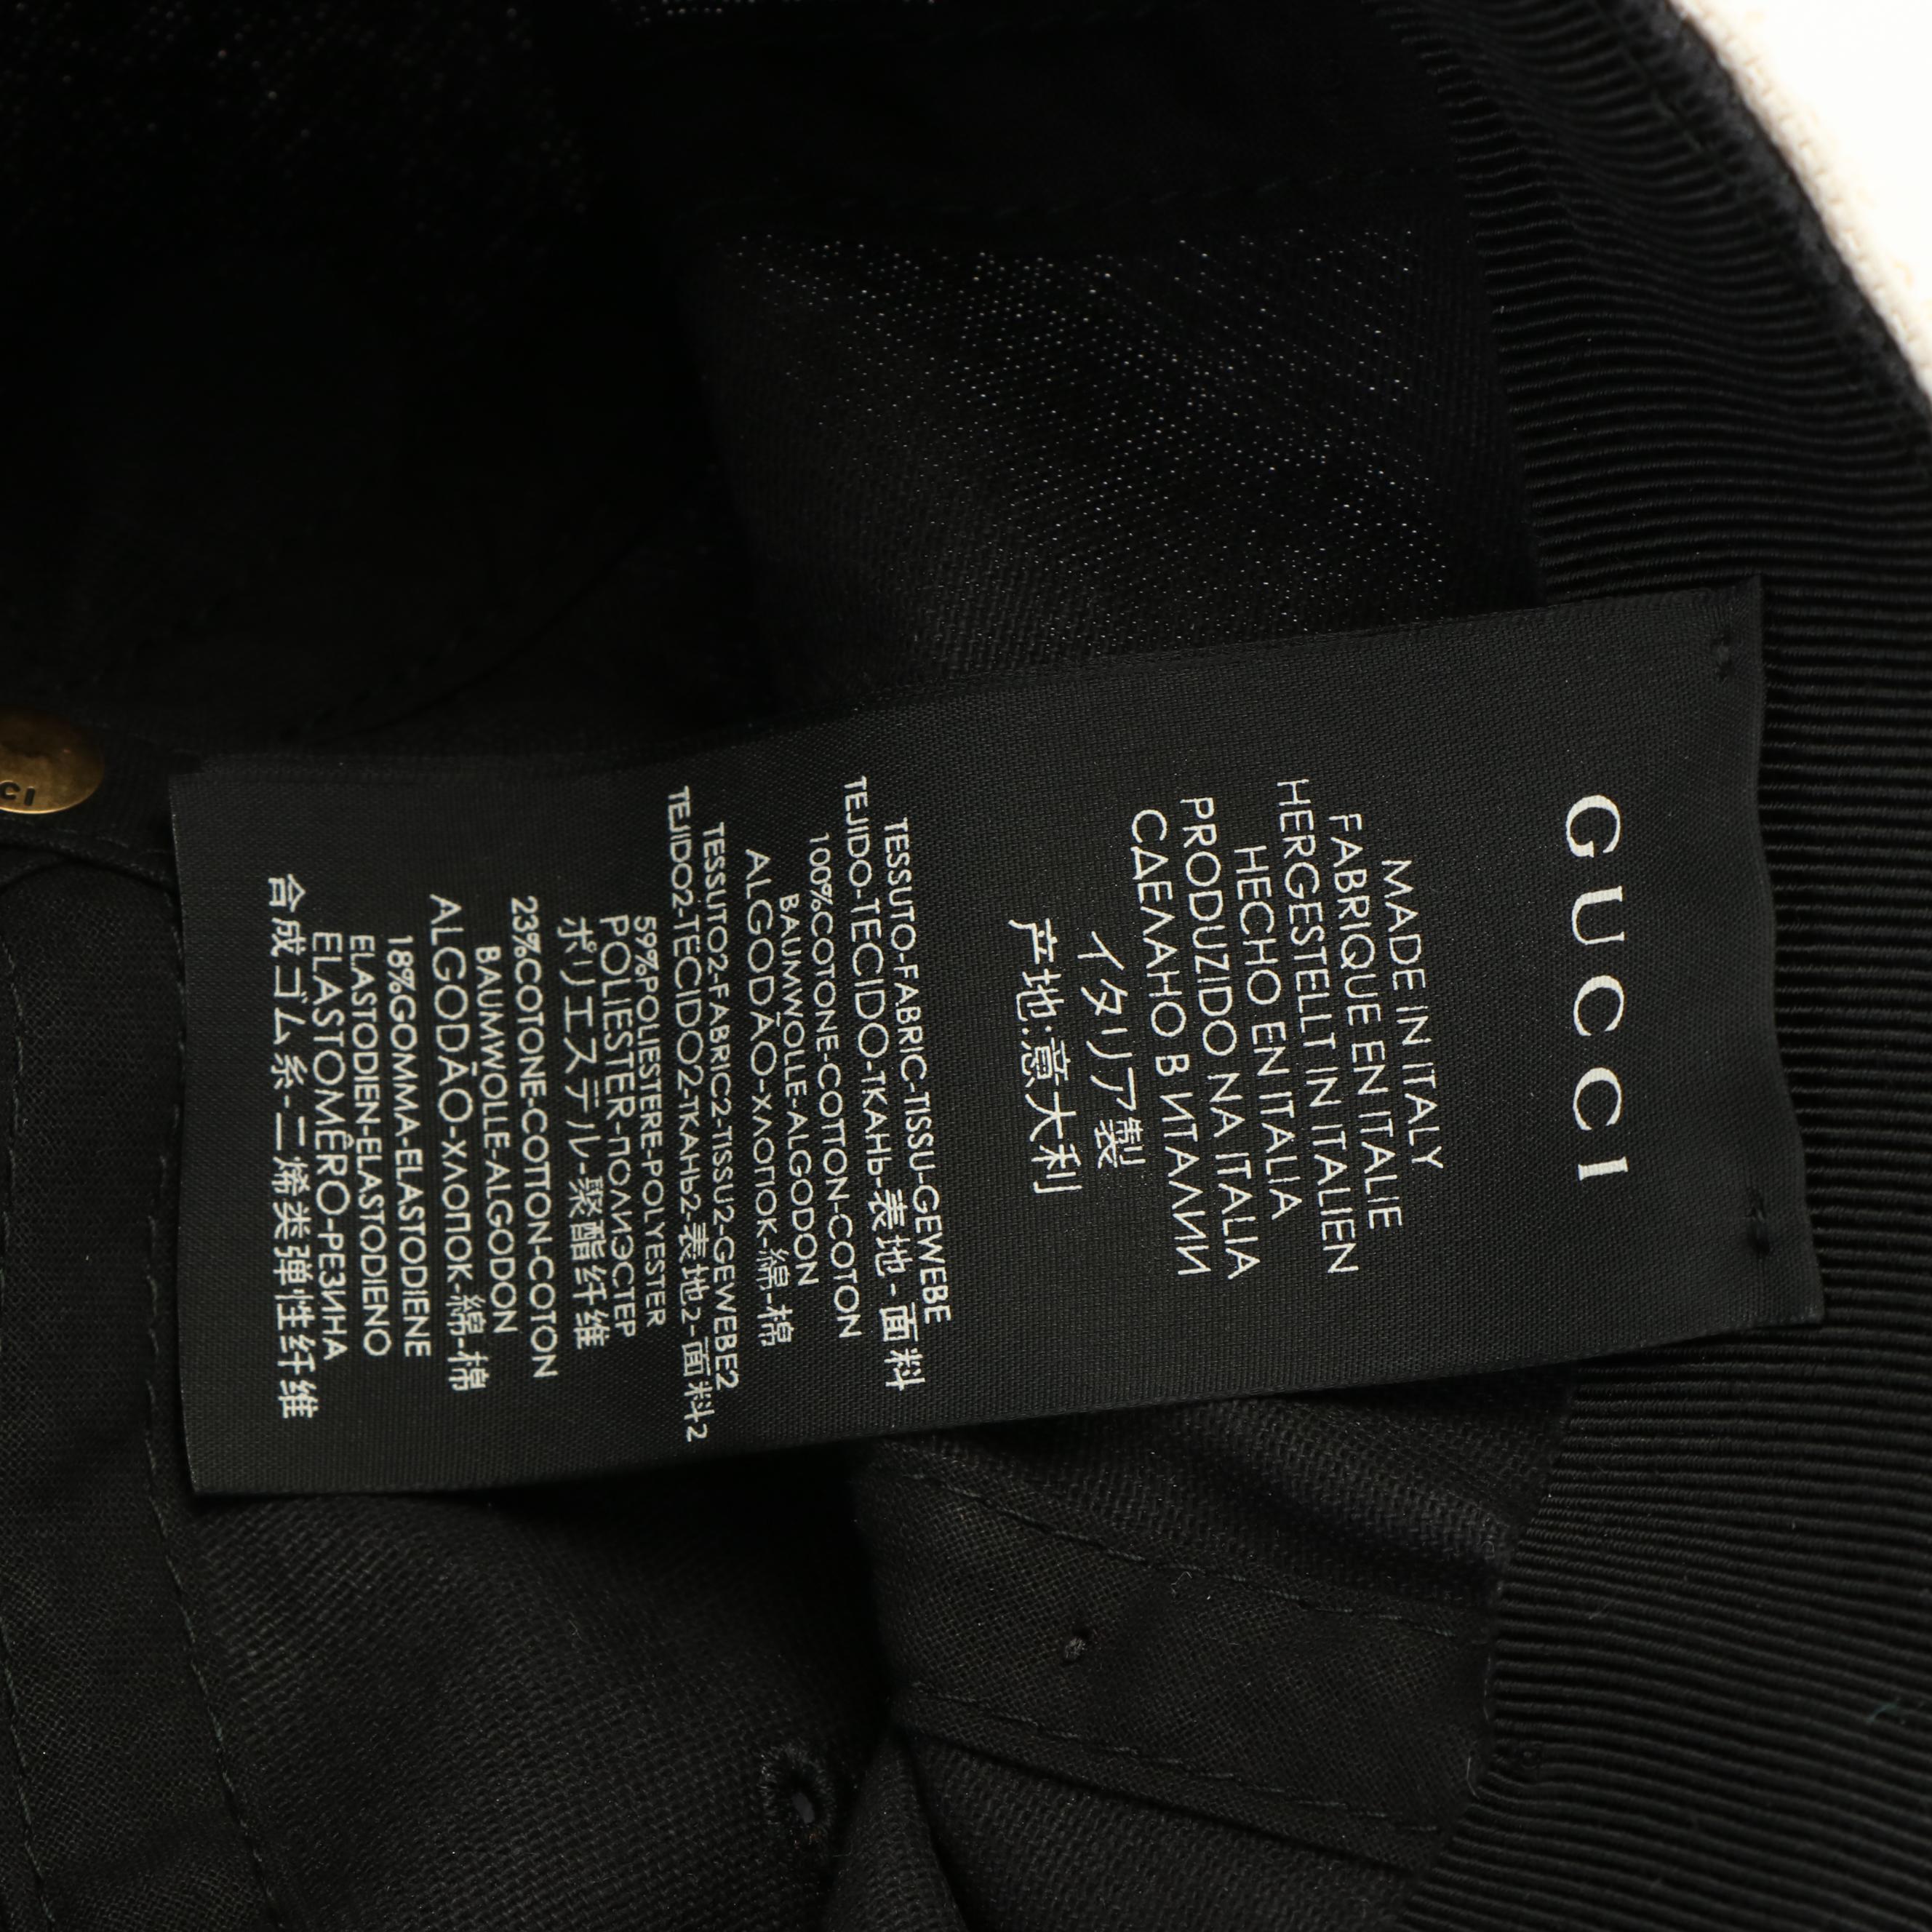 GUCCI
MADE IN ITALY
FABRIQUE EN ITALIE
HERGESTELLT IN ITALIEN
HECHO EN ITALIA
PRODUZIDO NA ITALIA
СДЕЛАНО В ИТАЛИИ
イタリア製
产地:意大利
TESSUTO-FABRIC-TISSU-GEWEBE
TEJIDO-TECIDO-ТКАНЬ-表地-面料
100%COTONE-COTTON-COTON
BAUMWOLLE-ALGODON
ALGODÃO-ХЛОПОК-綿-棉
TESSUTO2-FABRIC2-TISSU2-GEWEBE2
TEJIDO2-TECIDO2-ТКАНЬ2-表地2-面料2
59%POLIESTERE-POLYESTER
POLIESTER-ПОЛИЭСТЕР
ポリエステル-聚酯纤维
23%COTONE-COTTON-COTON
BAUMWOLLE-ALGODON
ALGODÃO-ХЛОПОК-綿-棉
18%GOMMA-ELASTODIENE
ELASTODIEN-ELASTODIENO
ELASTOMÊRO-РЕЗИНА
合成ゴム系-二烯类弹性纤维
CI